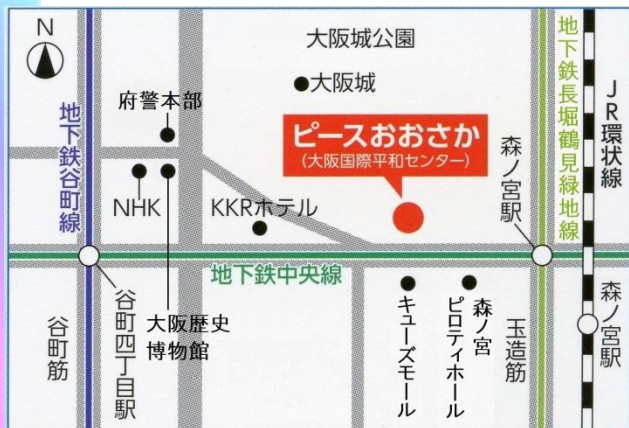 N
大阪城公園
大阪城
府警本部
ピースおおさか
(大阪国際平和センター)
地下鉄谷町線
NHK
KKRホテル
森ノ宮駅
地下鉄長堀鶴見緑地線
JR環状線
地下鉄中央線
谷町筋
谷町四丁目駅
大阪歴史
博物館
キューズモール
森ノ宮
ピロティホール
玉造筋
森ノ宮駅